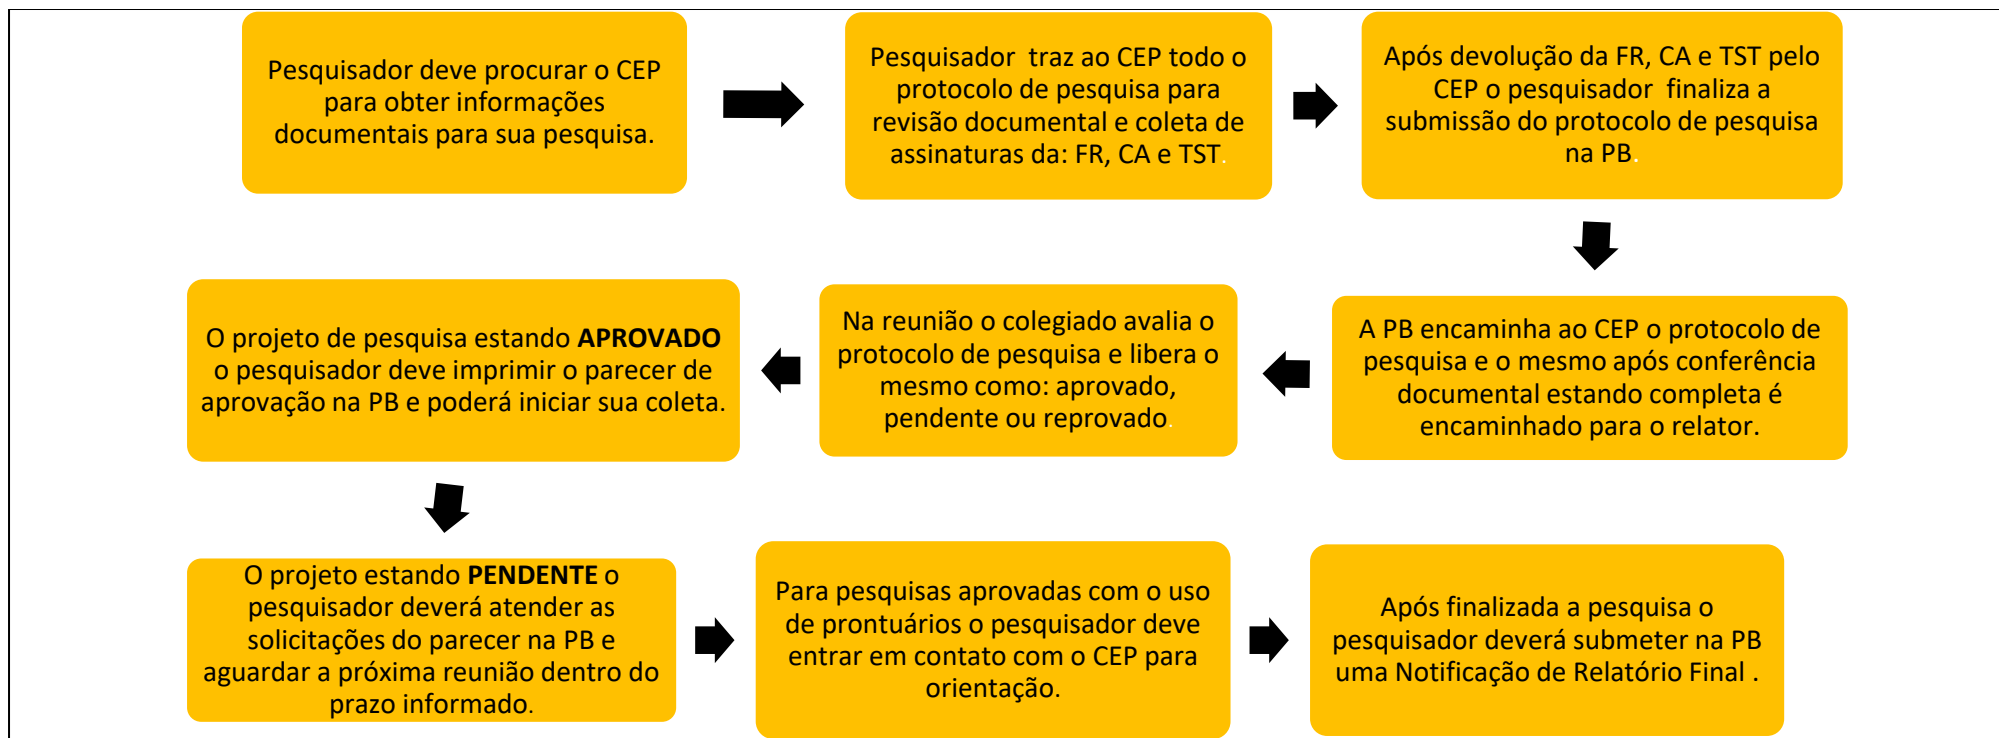 Pesquisador deve procurar o CEP
para obter informações
documentais para sua pesquisa.
Pesquisador traz ao CEP todo o
protocolo de pesquisa para
revisão documental e coleta de
assinaturas da: FR, CA e TST.
Após devolução da FR, CA e TST pelo
CEP o pesquisador finaliza a
submissão do protocolo de pesquisa
na PB.
A PB encaminha ao CEP o protocolo de
pesquisa e o mesmo após conferência
documental estando completa é
encaminhado para o relator.
Na reunião o colegiado avalia o
protocolo de pesquisa e libera o
mesmo como: aprovado,
pendente ou reprovado.
O projeto de pesquisa estando APROVADO
o pesquisador deve imprimir o parecer de
aprovação na PB e poderá iniciar sua coleta.
O projeto estando PENDENTE o
pesquisador deverá atender as
solicitações do parecer na PB e
aguardar a próxima reunião dentro do
prazo informado.
Para pesquisas aprovadas com o uso
de prontuários o pesquisador deve
entrar em contato com o CEP para
orientação.
Após finalizada a pesquisa o
pesquisador deverá submeter na PB
uma Notificação de Relatório Final .